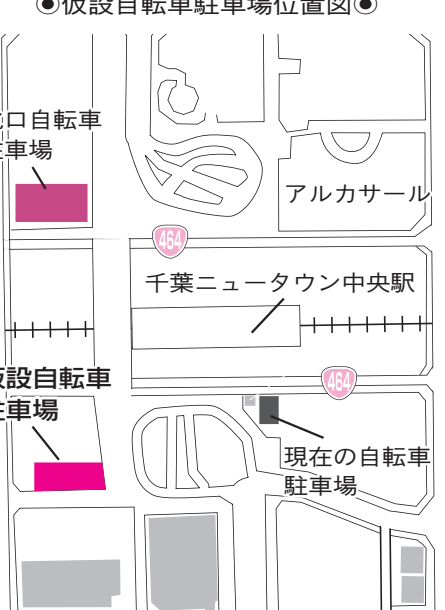 ●仮設自転車駐車場位置図●
口自転車
車場
アルカサール
464
千葉ニュータウン中央駅
464
設自転車
車場
現在の自転車
駐車場